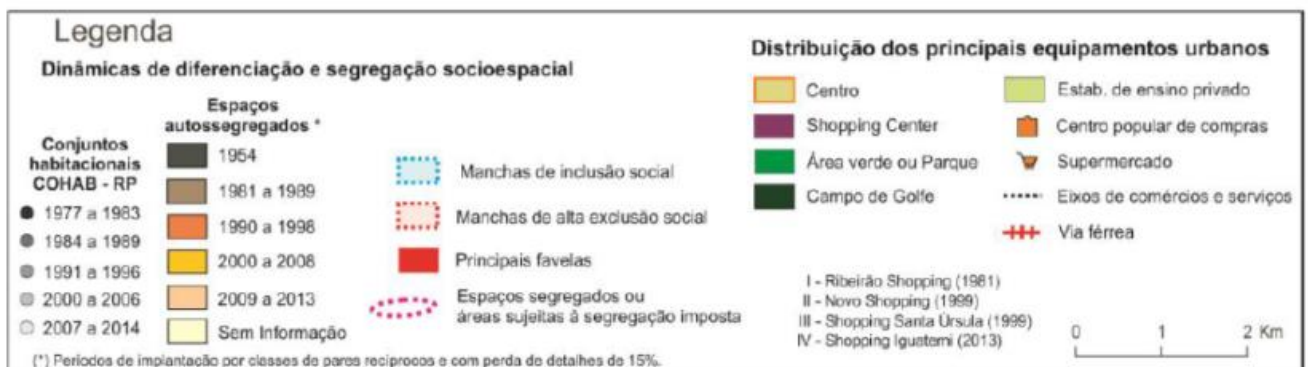 Legenda
Dinâmicas de diferenciação e segregação socioespacial
Conjuntos
habitacionais
COHAB - RP
1977 a 1983
1984 a 1989
1991 a 1996
2000 a 2006
2007 a 2014
Espaços
autossegregados *
1954
1981 a 1989
1990 a 1998
2000 a 2008
2009 a 2013
Sem Informação
Manchas de inclusão social
Manchas de alta exclusão social
Principais favelas
Espaços segregados ou
áreas sujeitas à segregação imposta
(*) Períodos de implantação por classes de pares recíprocos e com perda de detalhes de 15%.
Distribuição dos principais equipamentos urbanos
Centro
Shopping Center
Área verde ou Parque
Campo de Golfe
Estab. de ensino privado
Centro popular de compras
Supermercado
Eixos de comércios e serviços
Via férrea
I - Ribeirão Shopping (1981)
II - Novo Shopping (1999)
III - Shopping Santa Úrsula (1999)
IV - Shopping Iguatemi (2013)
0 1 2 Km